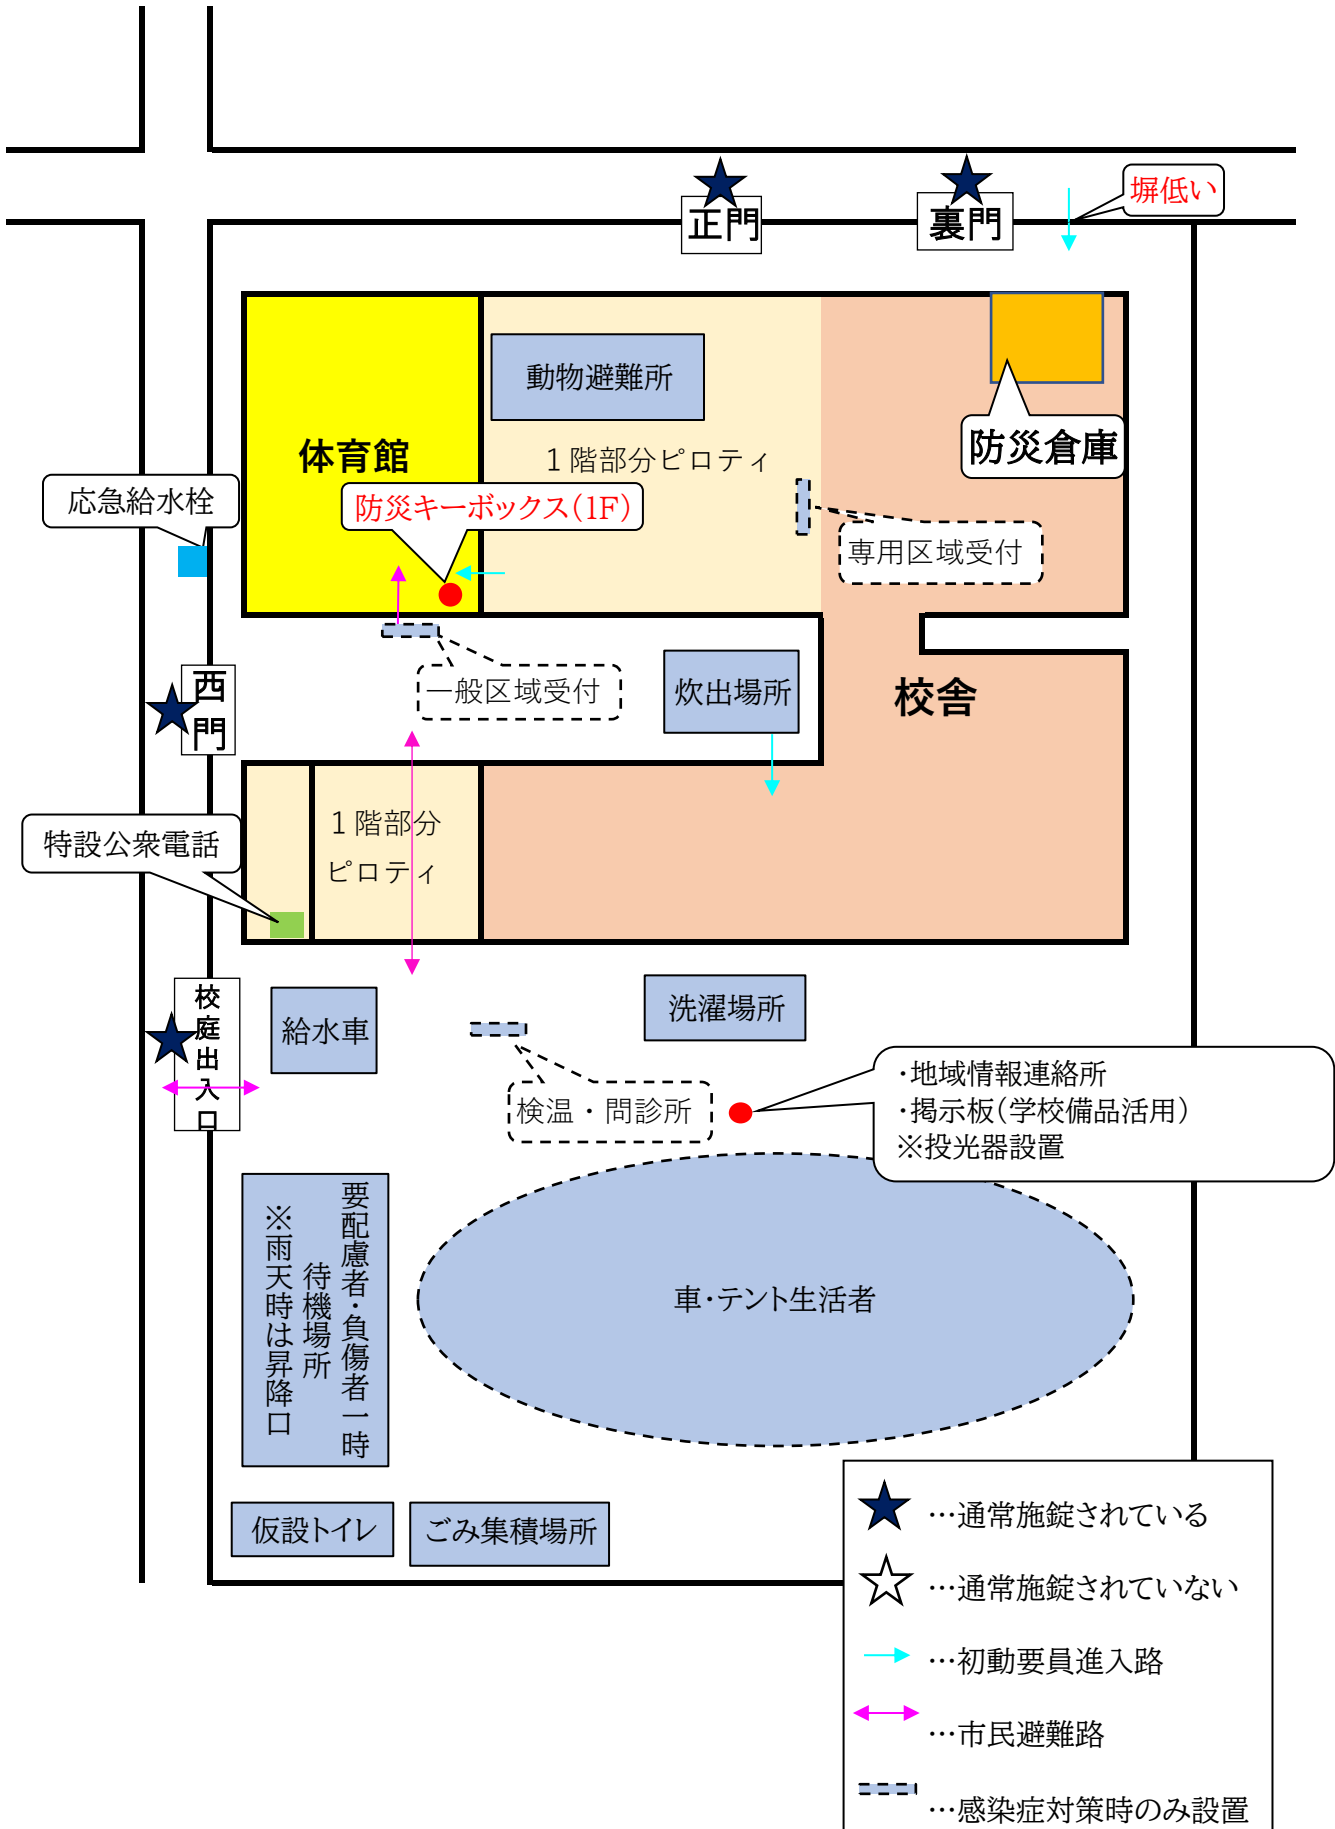 正門
裏門
塀低い
動物避難所
体育館
１階部分ピロティ
防災倉庫
応急給水栓
防災キーボックス(1F)
専用区域受付
西
門
一般区域受付
炊出場所
校舎
１階部分
ピロティ
特設公衆電話
校庭出入口
給水車
洗濯場所
検温・問診所
・地域情報連絡所
・掲示板(学校備品活用)
※投光器設置
要配慮者・負傷者一時
待機場所
※雨天時は昇降口
車・テント生活者
仮設トイレ
ごみ集積場所
…通常施錠されている
…通常施錠されていない
…初動要員進入路
…市民避難路
…感染症対策時のみ設置